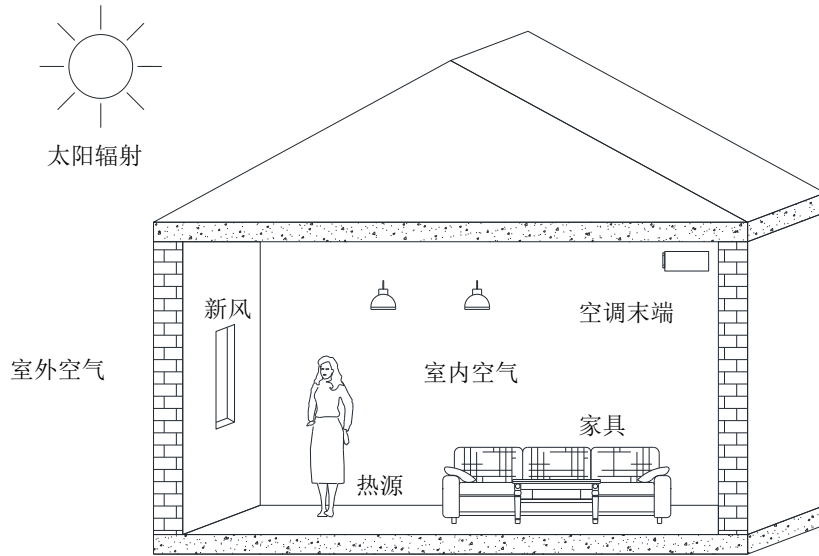 太阳辐射
新风
空调末端
室外空气
室内空气
家具
热源